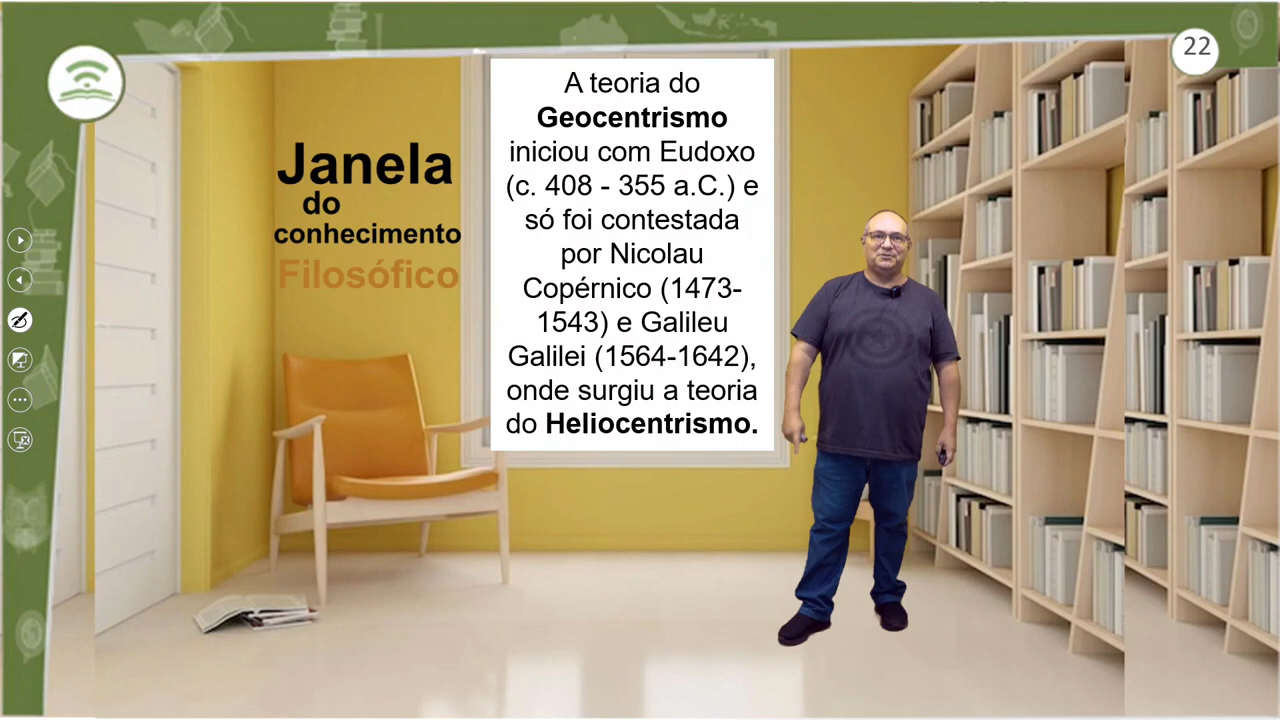 22
Janela
do
conhecimento
Filosófico
A teoria do
Geocentrismo
iniciou com Eudoxo
(c. 408 - 355 a.C.) e
só foi contestada
por Nicolau
Copérnico (1473-
1543) e Galileu
Galilei (1564-1642),
onde surgiu a teoria
do Heliocentrismo.